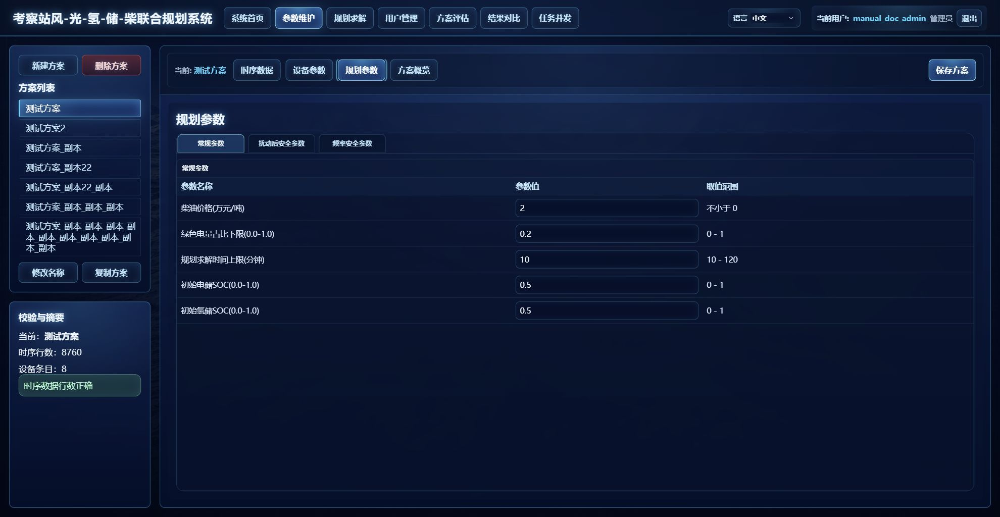 考察站风-光-氢-储-柴联合规划系统
系统首页 参数维护 规划求解 用户管理 方案评估 结果对比 任务并发
语言 中文
当前用户: manual_doc_admin 管理员 退出
新建方案 删除方案
方案列表
测试方案
测试方案2
测试方案_副本
测试方案_副本22
测试方案_副本22_副本
测试方案_副本_副本_副本
测试方案_副本_副本_副本_副
本_副本_副本_副本_副本_副
本_副本
修改名称 复制方案
校验与摘要
当前: 测试方案
时序行数: 8760
设备条目: 8
时序数据行数正确
当前: 测试方案 时序数据 设备参数 规划参数 方案概览 保存方案
规划参数
常规参数 扰动后安全参数 频率安全参数
常规参数
参数名称 参数值 取值范围
柴油价格(万元/吨) 2 不小于 0
绿色电量占比下限(0.0-1.0) 0.2 0 - 1
规划求解时间上限(分钟) 10 10 - 120
初始电储SOC(0.0-1.0) 0.5 0 - 1
初始氢储SOC(0.0-1.0) 0.5 0 - 1